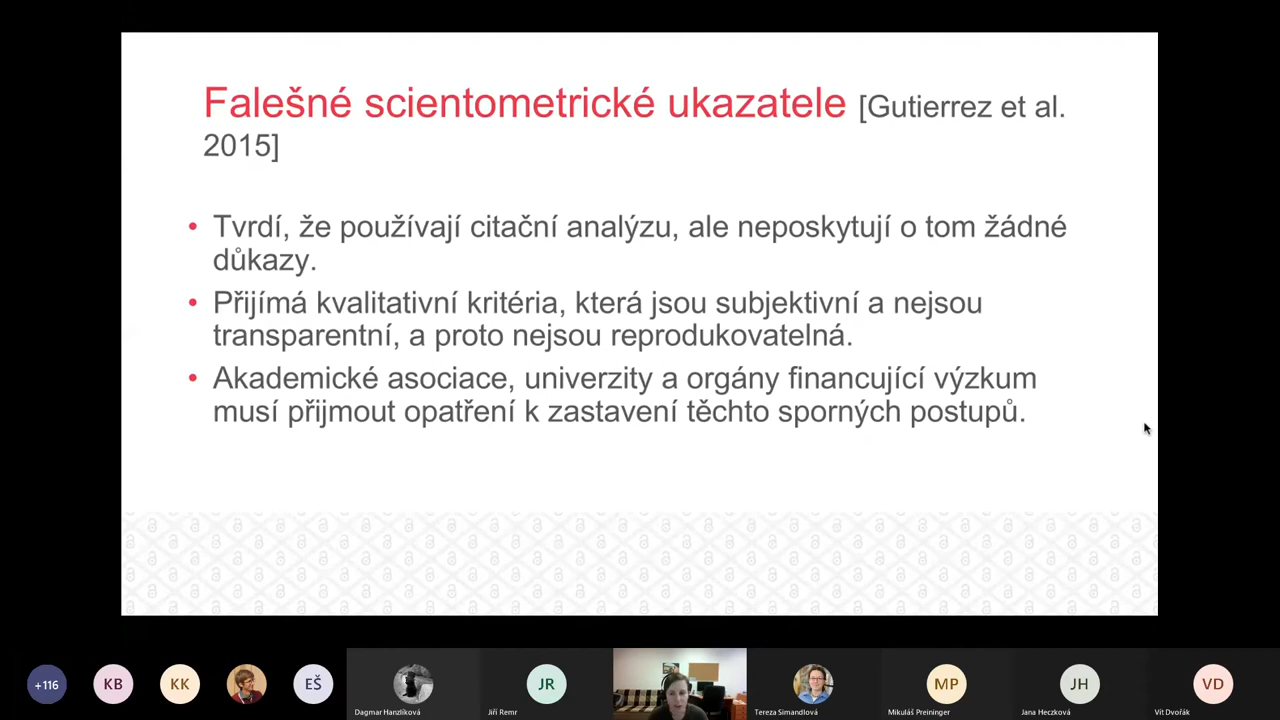 Falešné scientometrické ukazatele [Gutierrez et al.
2015]
• Tvrdí, že používají citační analýzu, ale neposkytují o tom žádné
důkazy.
• Přijímá kvalitativní kritéria, která jsou subjektivní a nejsou
transparentní, a proto nejsou reprodukovatelná.
• Akademické asociace, univerzity a orgány financující výzkum
musí přijmout opatření k zastavení těchto sporných postupů.
+116
KB
KK
EŠ
JR
MP
JH
VD
Dagmar Hanzlíková
Jiří Remr
Tereza Simandlová
Mikuláš Preininger
Jana Heczková
Vít Dvořák